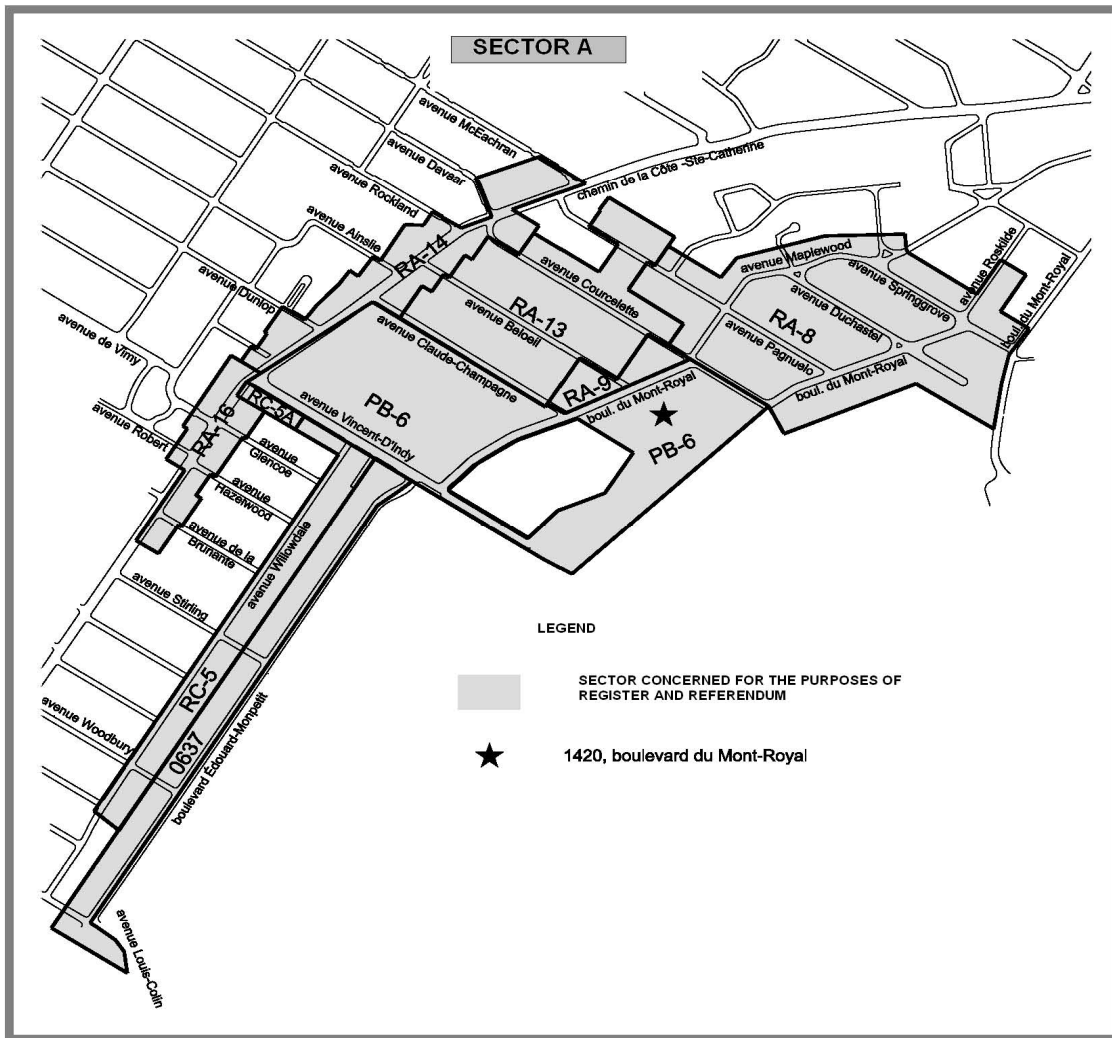 SECTOR A
avenue McEachran
avenue Davaar
avenue Rockland
chemin de la Côte -Ste-Catherine
avenue Ainslie
RA-14
avenue Dunlop
avenue de Vimy
avenue Robert
avenue Maplewood
avenue Roskilde
boul. du Mont-Royal
avenue Springgrove
avenue Duchastel
RA-8
avenue Pagnuelo
boul. du Mont-Royal
avenue Courcelette
RA-13
avenue Beloeil
avenue Claude-Champagne
RA-9
boul. du Mont-Royal
PB-6
PB-6
avenue Vincent-D'Indy
RC-5A
RA-16
avenue
Glencoe
avenue
Hazelwood
avenue de la
Brunante
avenue Willowdale
avenue Stirling
RC-5
avenue Woodbury
0637
boulevard Édouard-Monpetit
avenue Louis-Colin
LEGEND
SECTOR CONCERNED FOR THE PURPOSES OF
REGISTER AND REFERENDUM
1420, boulevard du Mont-Royal